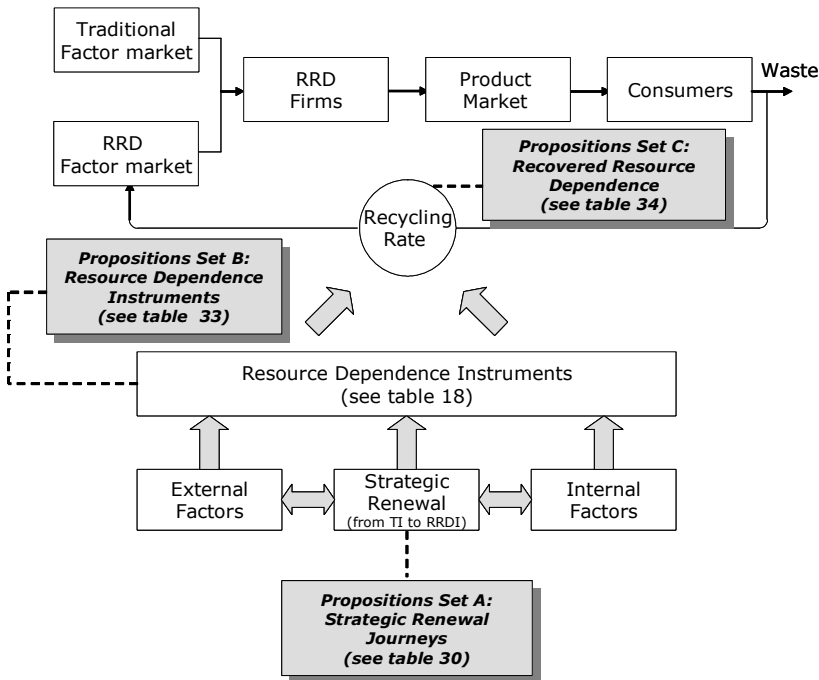 Traditional
Factor market
RRD
Firms
Product
Market
Consumers
Waste
RRD
Factor market
Propositions Set C:
Recovered Resource
Dependence
(see table 34)
Recycling
Rate
Propositions Set B:
Resource Dependence
Instruments
(see table 33)
Resource Dependence Instruments
(see table 18)
External
Factors
Strategic
Renewal
(from TI to RRDI)
Internal
Factors
Propositions Set A:
Strategic Renewal
Journeys
(see table 30)